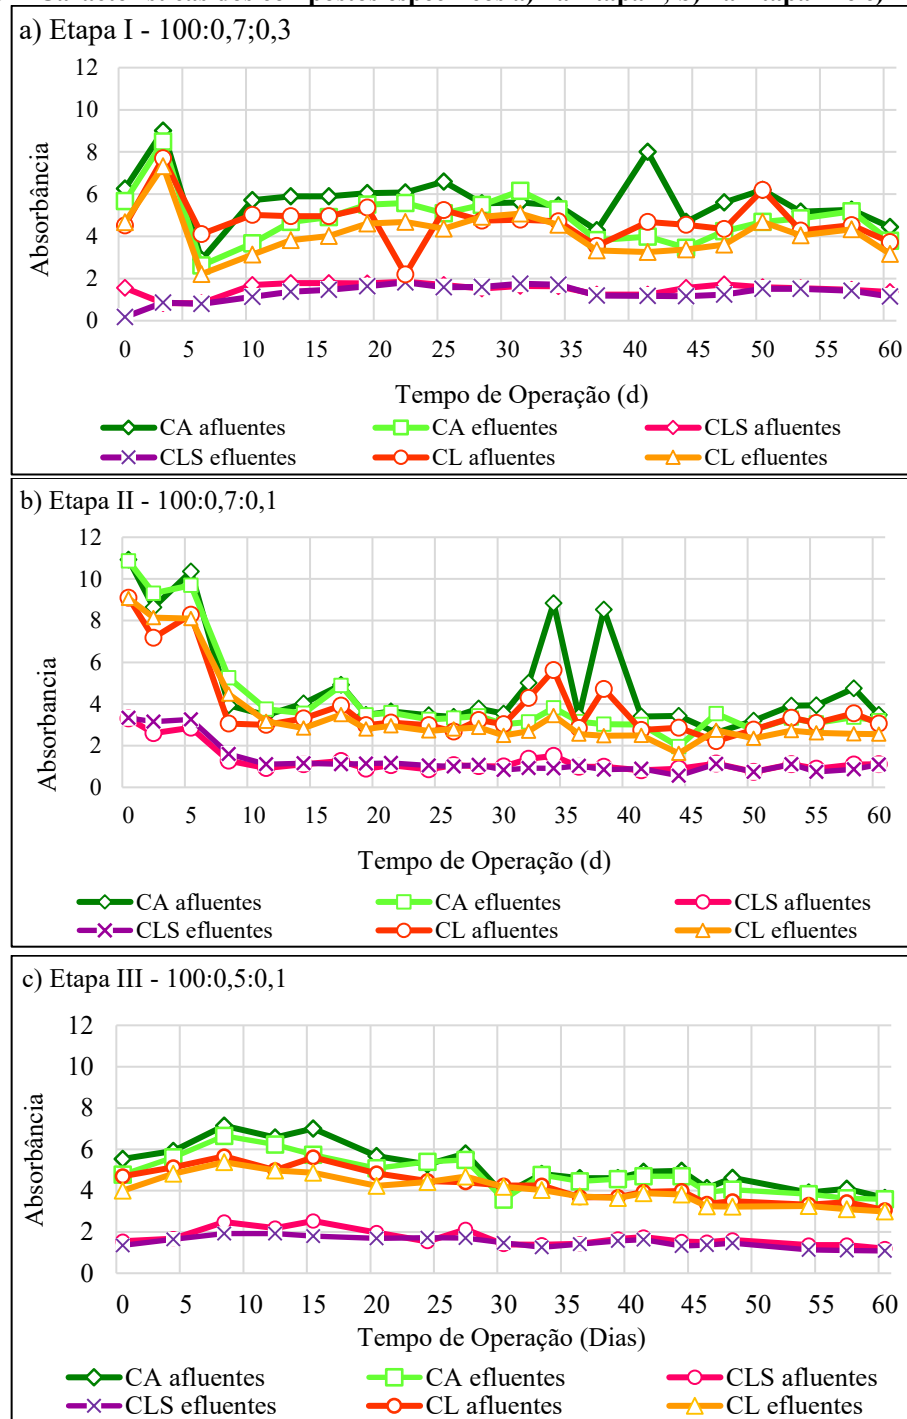 Características dos compostos específicos a)
a) Etapa I - 100:0,7;0,3
12
10
8
6
4
2
0
Absorbância
0 5 10 15 20 25 30 35 40 45 50 55 60
Tempo de Operação (d)
CA afluentes CA efluentes CLS afluentes
CLS efluentes CL afluentes CL efluentes
b) Etapa II - 100:0,7:0,1
12
10
8
6
4
2
0
Absorbancia
0 5 10 15 20 25 30 35 40 45 50 55 60
Tempo de Operação (d)
CA afluentes CA efluentes CLS afluentes
CLS efluentes CL afluentes CL efluentes
c) Etapa III - 100:0,5:0,1
12
10
8
6
4
2
0
Absorbância
0 5 10 15 20 25 30 35 40 45 50 55 60
Tempo de Operação (Dias)
CA afluentes CA efluentes CLS afluentes
CLS efluentes CL afluentes CL efluentes